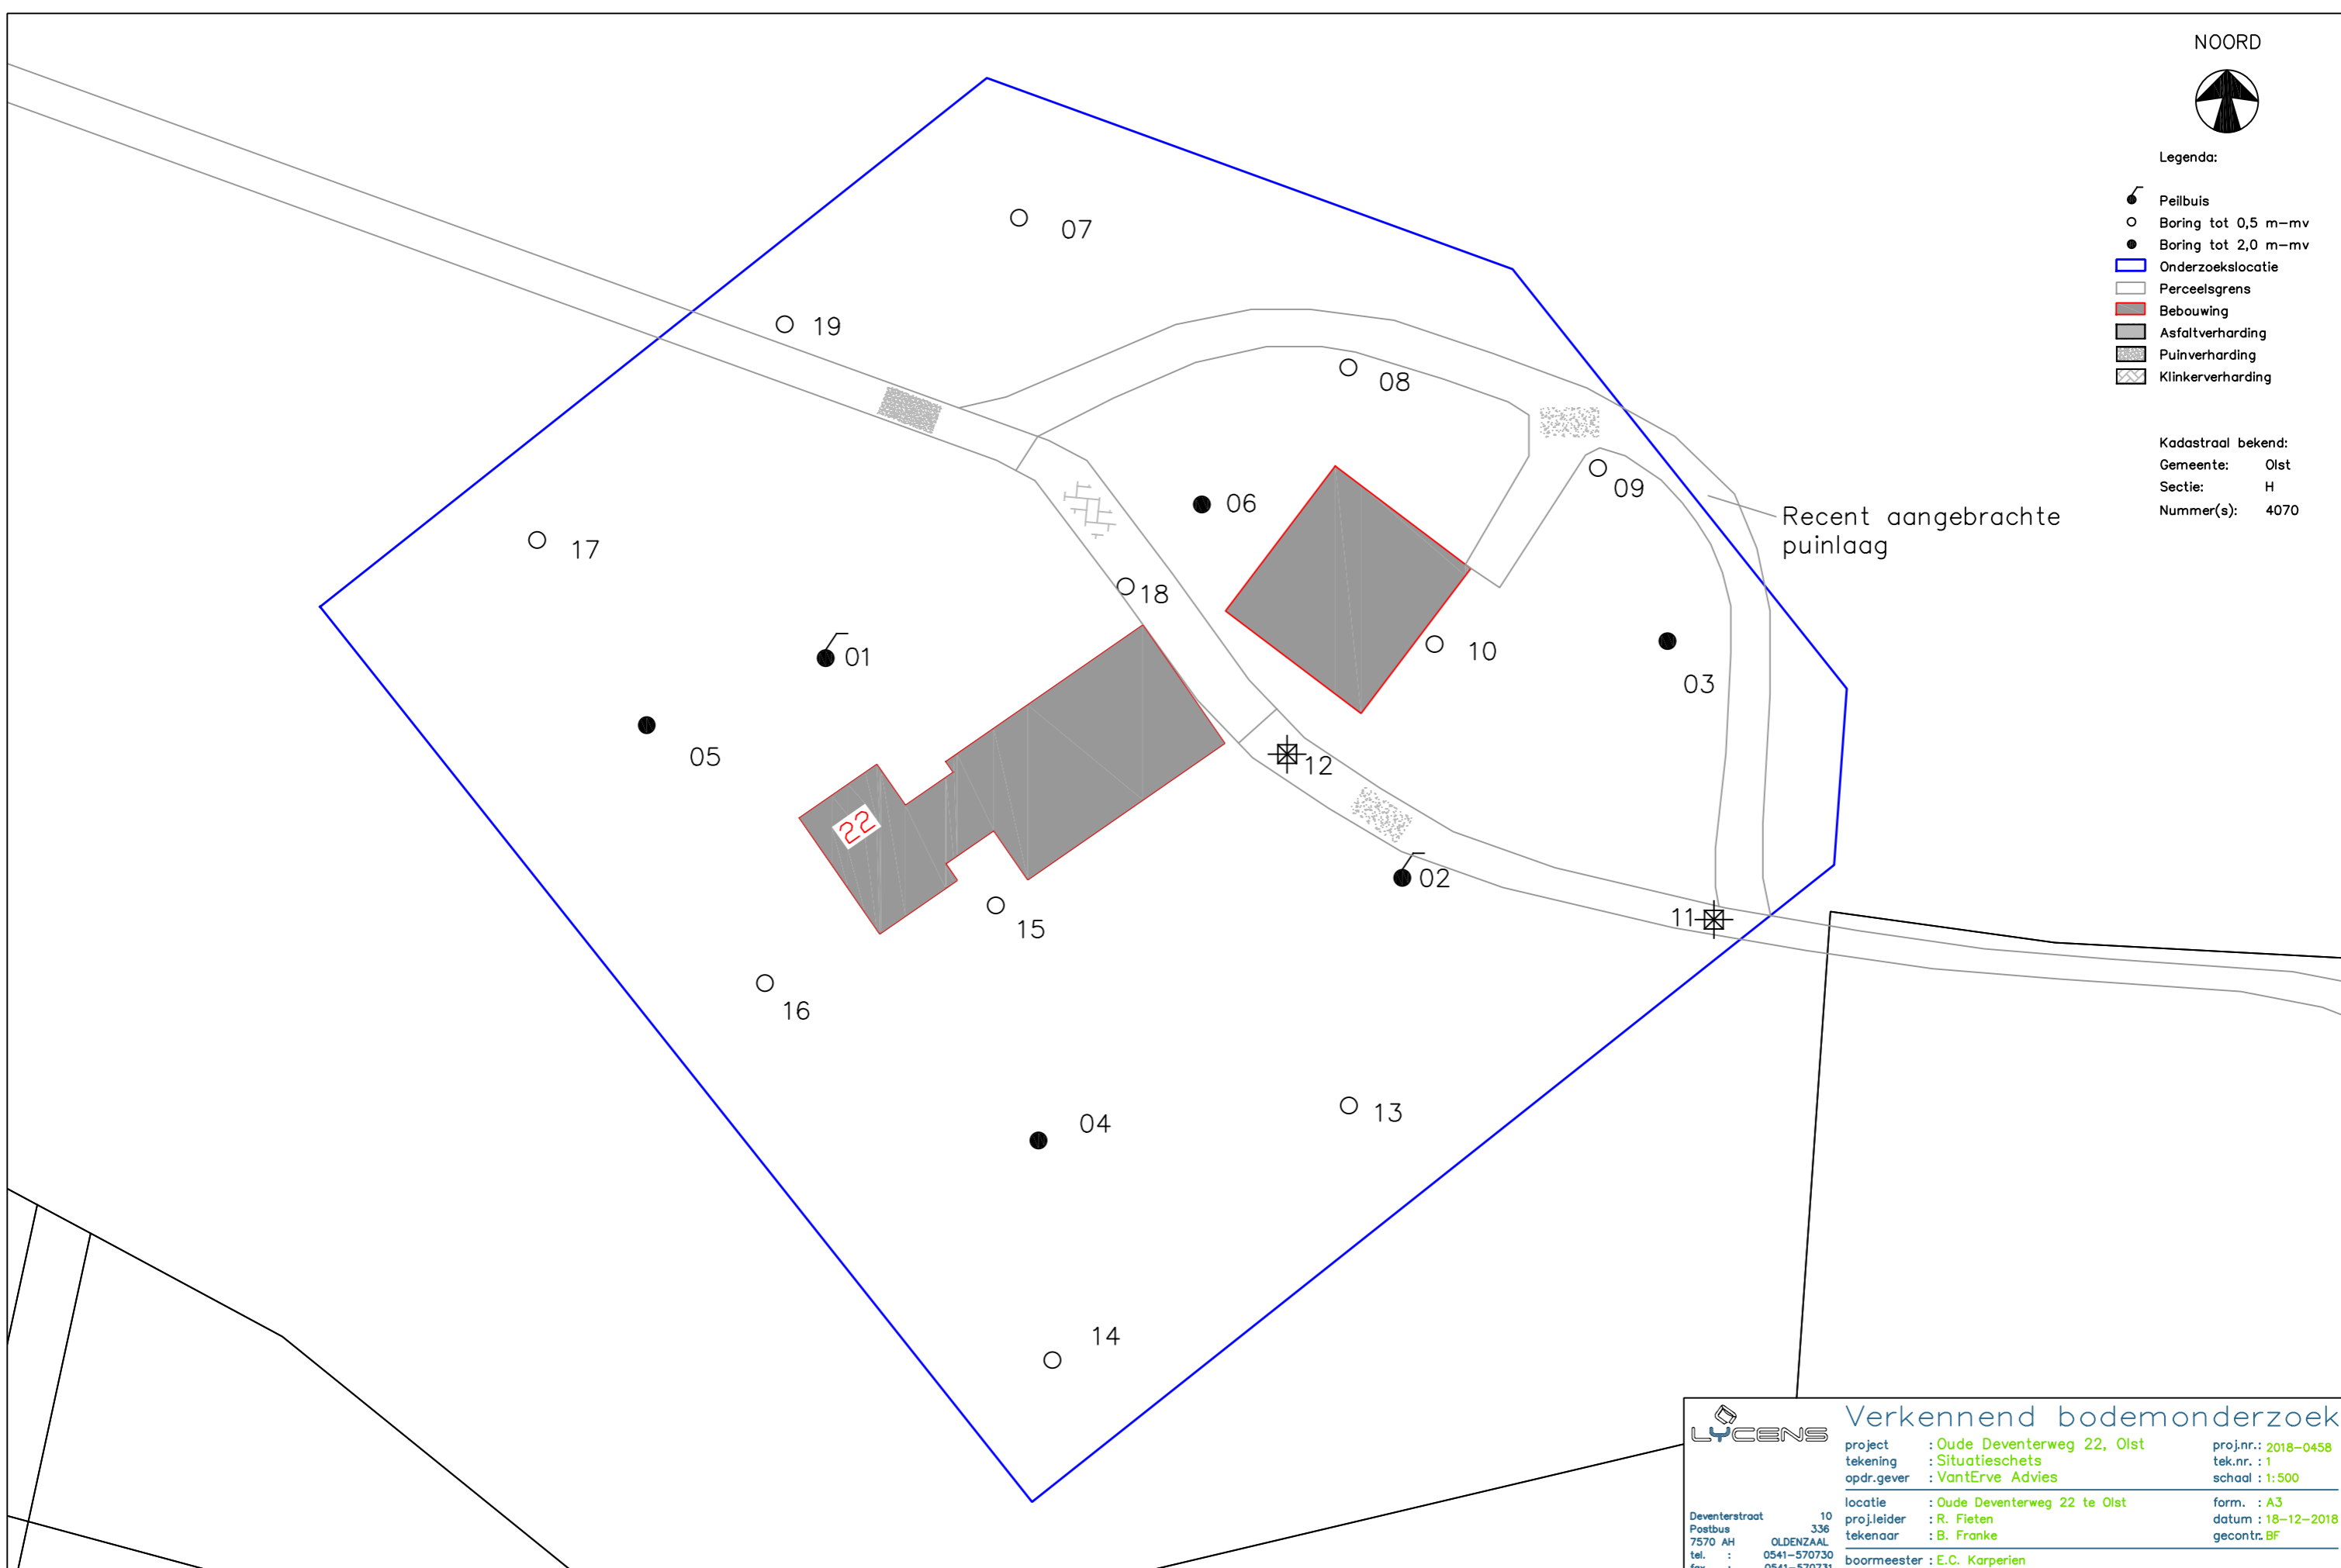 NOORD
Legenda:
Peilbuis
Boring tot 0,5 m-mv
Boring tot 2,0 m-mv
Onderzoekslocatie
Perceelsgrens
Bebouwing
Asfaltverharding
Puinverharding
Klinkerverharding
Kadastraal bekend:
Gemeente: Olst
Sectie: H
Nummer(s): 4070
07
19
08
09
06
Recent aangebrachte
puinlaag
17
18
01
10
03
05
12
22
02
11
15
16
04
13
14
LYCENS
Deventerstraat 10
Postbus 336
7570 AH OLDENZAAL
tel. : 0541-570730
fax : 0541-570731
Verkennend bodemonderzoek
project : Oude Deventerweg 22, Olst proj.nr.: 2018-0458
tekening : Situatieschets tek.nr. : 1
opdr.gever : VantErve Advies schaal : 1:500
locatie : Oude Deventerweg 22 te Olst form. : A3
proj.leider : R. Fieten datum : 18-12-2018
tekenaar : B. Franke gecontr.: BF
boormeester : E.C. Karperien